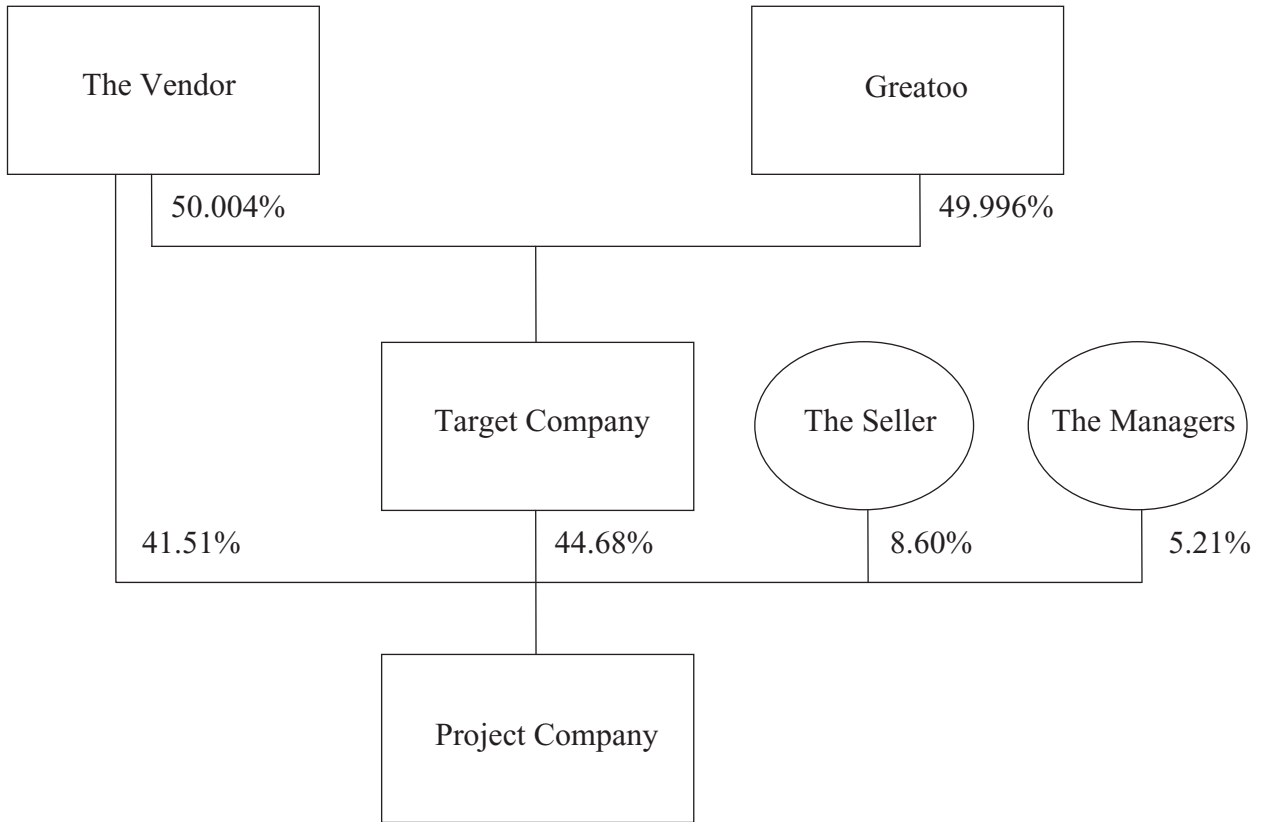 The Vendor
Greatoo
50.004%
49.996%
Target Company
The Seller
The Managers
41.51%
44.68%
8.60%
5.21%
Project Company